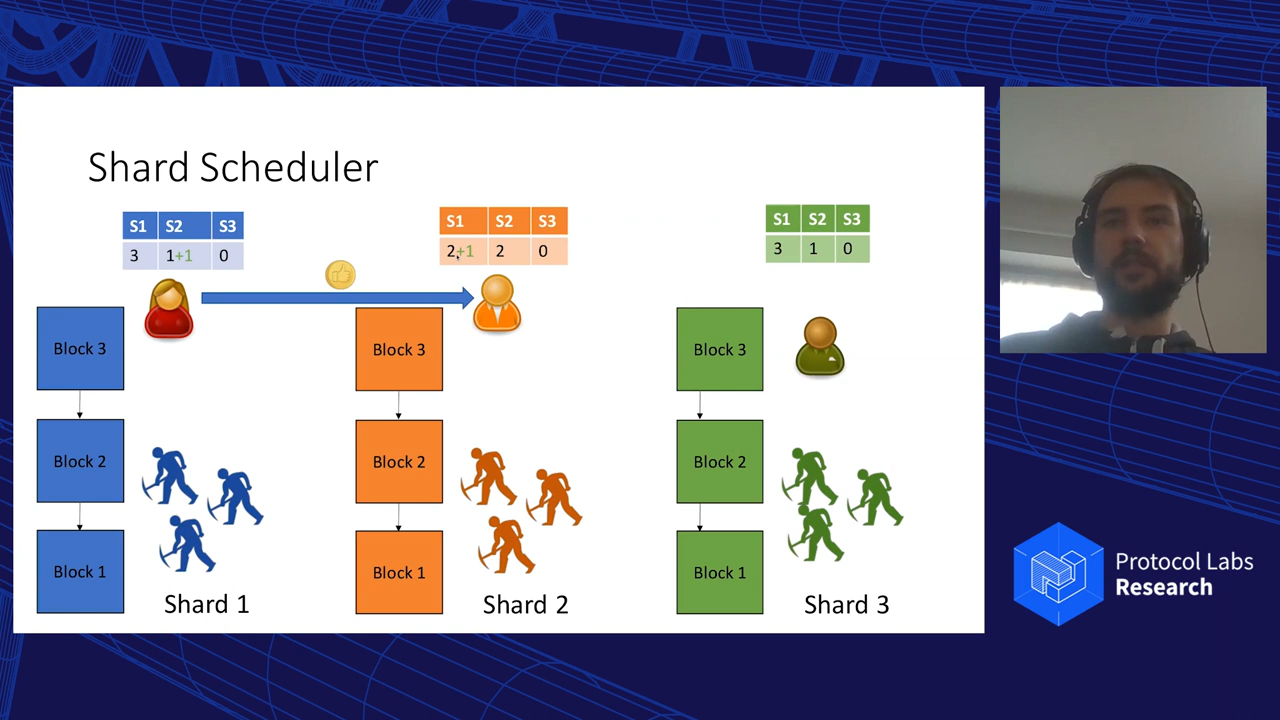 Shard Scheduler
S1 S2 S3
3 1+1 0
S1 S2 S3
2+1 2 0
S1 S2 S3
3 1 0
Block 3
Block 3
Block 3
Block 2
Block 2
Block 2
Block 1
Block 1
Block 1
Shard 1
Shard 2
Shard 3
Protocol Labs
Research